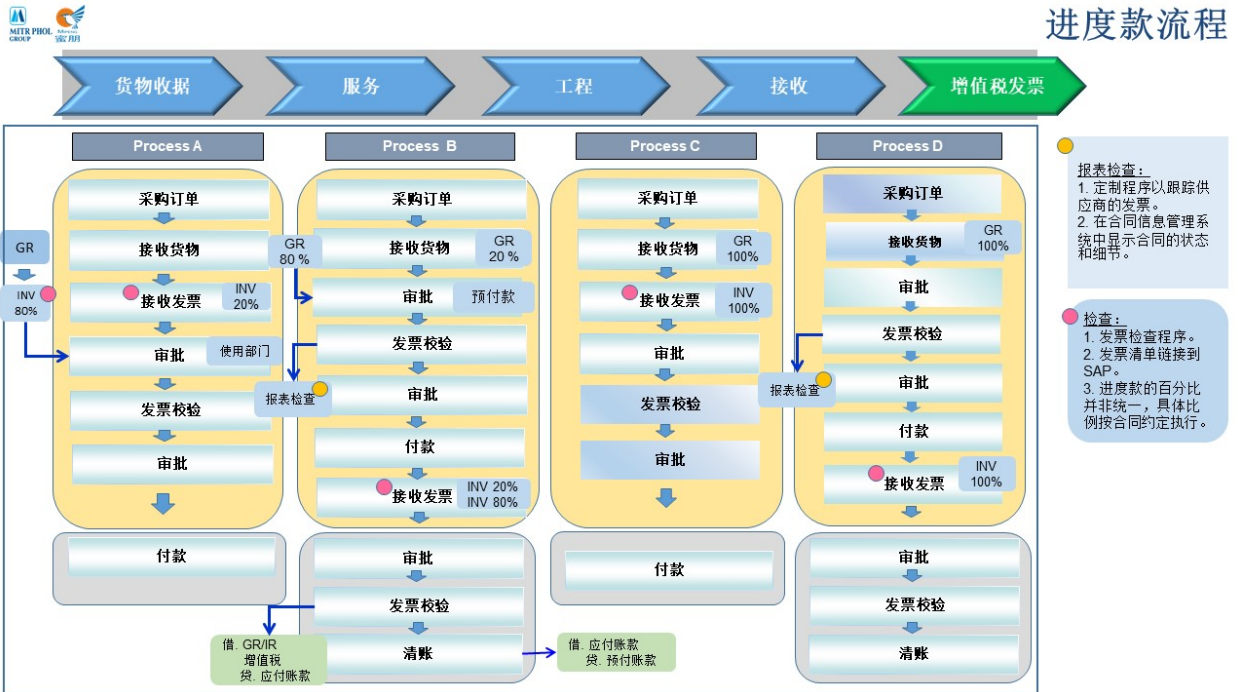 MITR PHOL
GROUP
Mitpol
蜜朋
进度款流程
货物收据
服务
工程
接收
增值税发票
Process A
采购订单
接收货物
GR
INV
80%
接收发票
INV
20%
审批
使用部门
发票校验
审批
付款
Process B
采购订单
GR
80 %
接收货物
GR
20 %
审批
预付款
发票校验
报表检查
审批
付款
接收发票
INV 20%
INV 80%
审批
发票校验
借. GR/IR
增值税
贷. 应付账款
清账
借. 应付账款
贷. 预付账款
Process C
采购订单
接收货物
GR
100%
接收发票
INV
100%
审批
发票校验
审批
付款
Process D
采购订单
接收货物
GR
100%
审批
发票校验
报表检查
审批
付款
接收发票
INV
100%
审批
发票校验
清账
报表检查：
1. 定制程序以跟踪供
应商的发票。
2. 在合同信息管理系
统中显示合同的状态
和细节。
检查：
1. 发票检查程序。
2. 发票清单链接到
SAP。
3. 进度款的百分比
并非统一，具体比
例按合同约定执行。